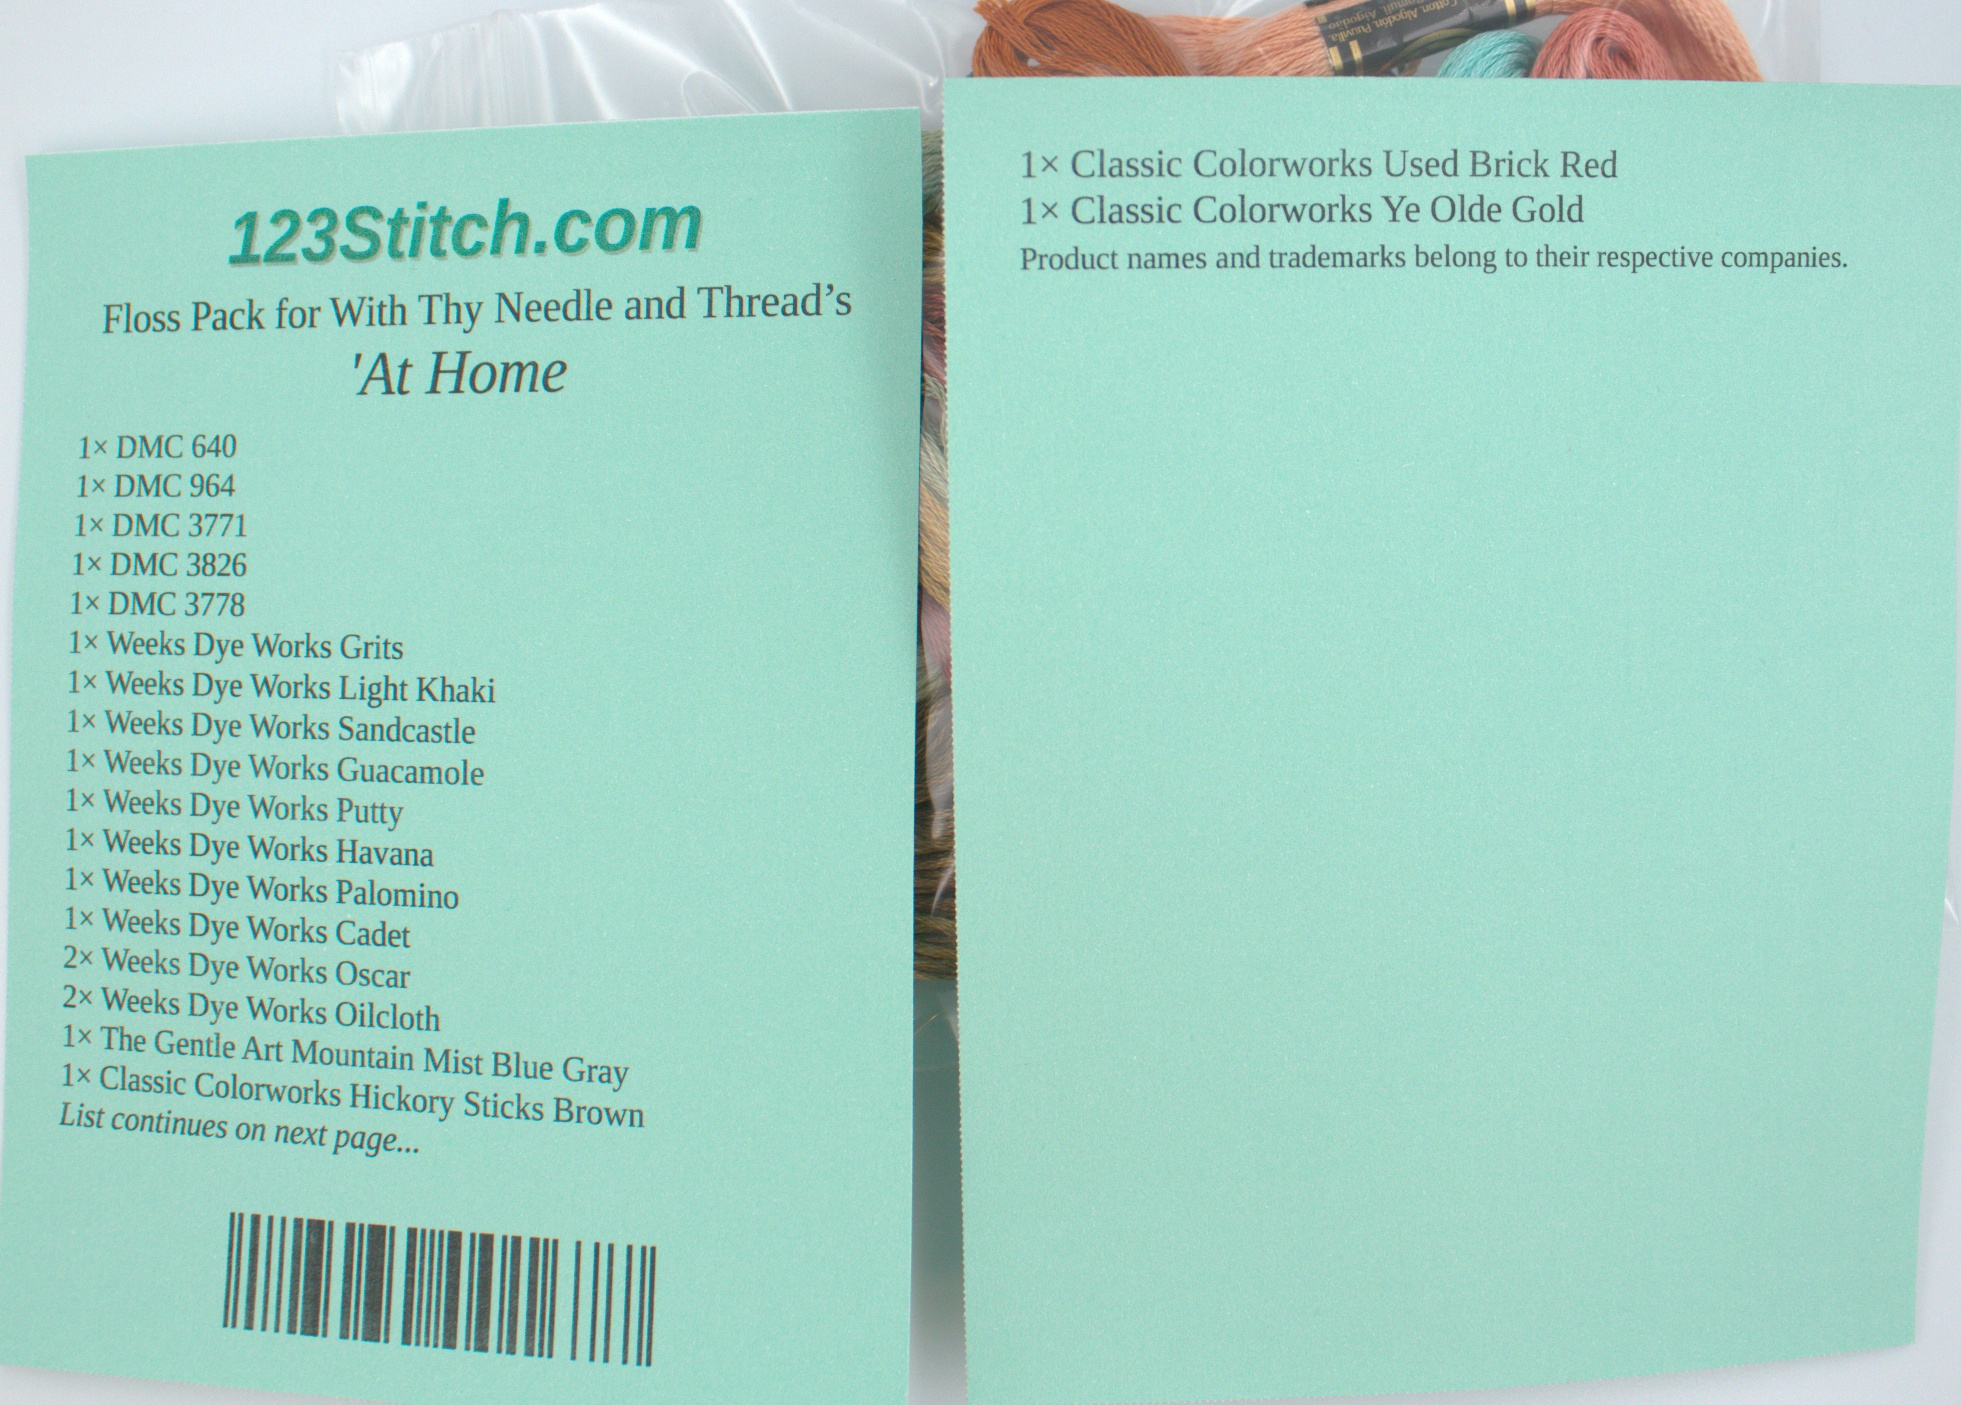 123Stitch.com
Floss Pack for With Thy Needle and Thread’s
'At Home
1× DMC 640
1× DMC 964
1× DMC 3771
1× DMC 3826
1× DMC 3778
1× Weeks Dye Works Grits
1× Weeks Dye Works Light Khaki
1× Weeks Dye Works Sandcastle
1× Weeks Dye Works Guacamole
1× Weeks Dye Works Putty
1× Weeks Dye Works Havana
1× Weeks Dye Works Palomino
1× Weeks Dye Works Cadet
2× Weeks Dye Works Oscar
2× Weeks Dye Works Oilcloth
1× The Gentle Art Mountain Mist Blue Gray
1× Classic Colorworks Hickory Sticks Brown
List continues on next page...
Cotton. Algodón. Puuvilla.
Algodão
1× Classic Colorworks Used Brick Red
1× Classic Colorworks Ye Olde Gold
Product names and trademarks belong to their respective companies.